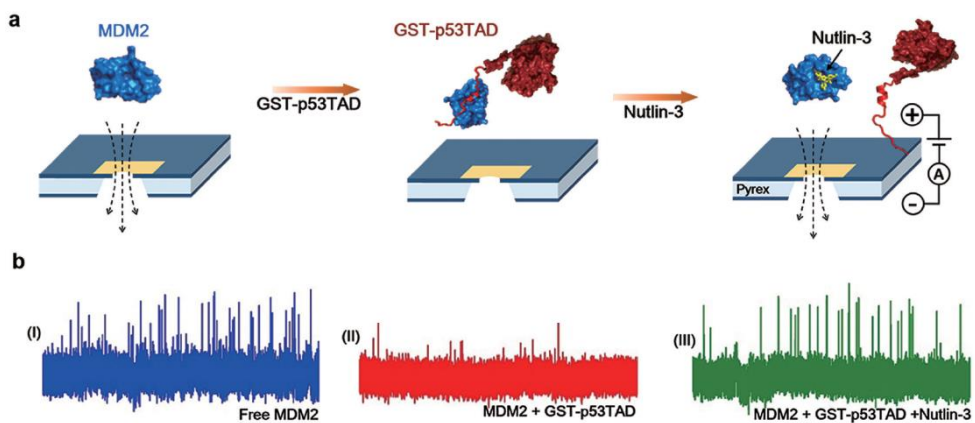 a
MDM2
GST-p53TAD
GST-p53TAD
Nutlin-3
Nutlin-3
Pyrex
+
A
-
b
(I)
Free MDM2
(II)
MDM2 + GST-p53TAD
(III)
MDM2 + GST-p53TAD +Nutlin-3